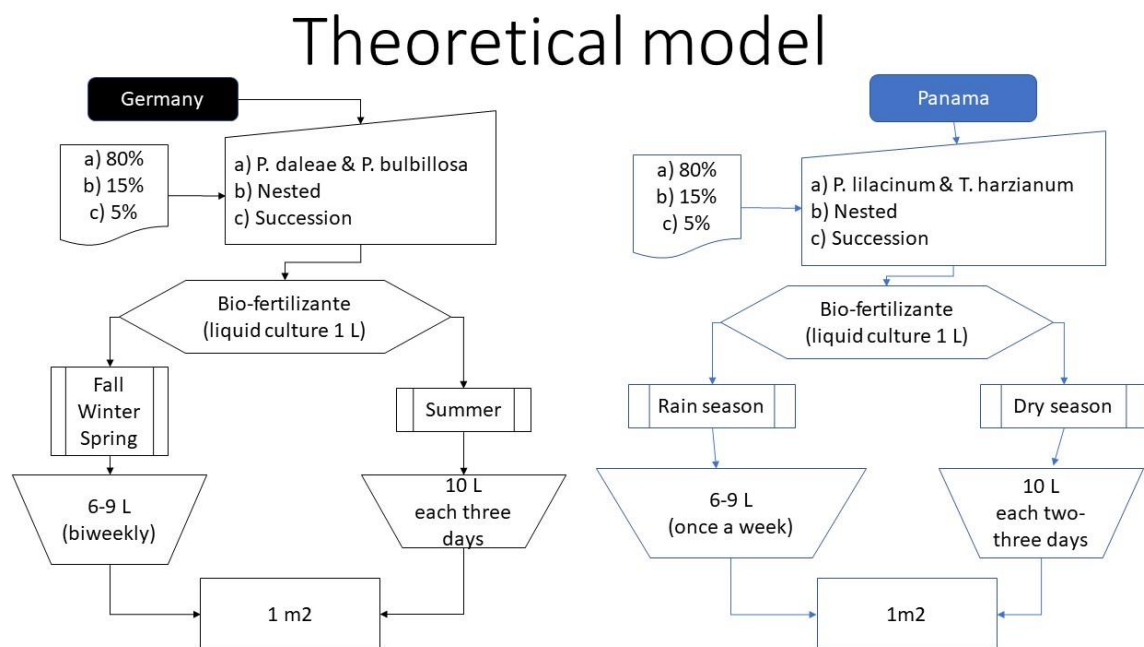 Theoretical model
Germany
a) 80%
b) 15%
c) 5%
a) P. daleae & P. bulbillosa
b) Nested
c) Succession
Bio-fertilizante
(liquid culture 1 L)
Fall
Winter
Spring
Summer
6-9 L
(biweekly)
10 L
each three
days
1 m2
Panama
a) 80%
b) 15%
c) 5%
a) P. lilacinum & T. harzianum
b) Nested
c) Succession
Bio-fertilizante
(liquid culture 1 L)
Rain season
Dry season
6-9 L
(once a week)
10 L
each two-
three days
1m2